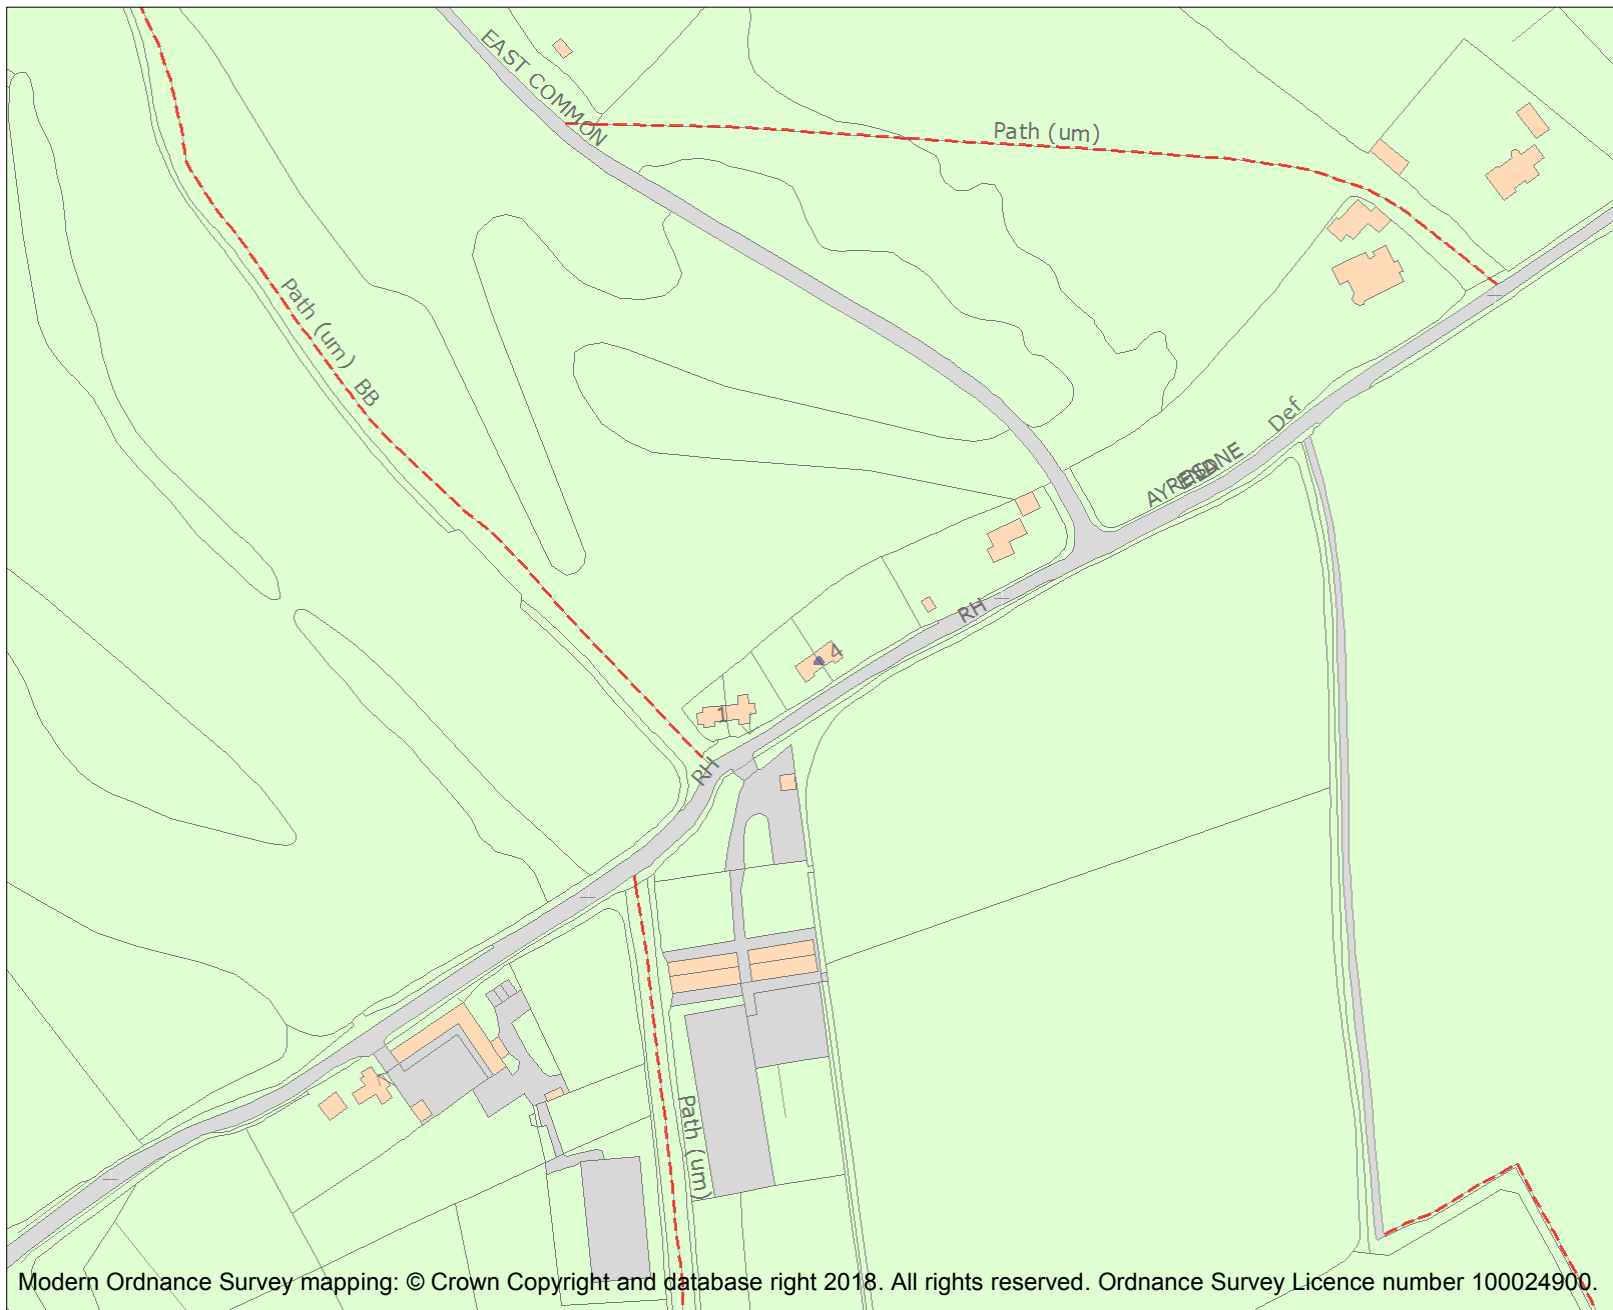 EAST COMMON
Path (um)
Path (um) BB
Def
RH
4
1
RH
Path (um)
Modern Ordnance Survey mapping: © Crown Copyright and database right 2018. All rights reserved. Ordnance Survey Licence number 100024900.